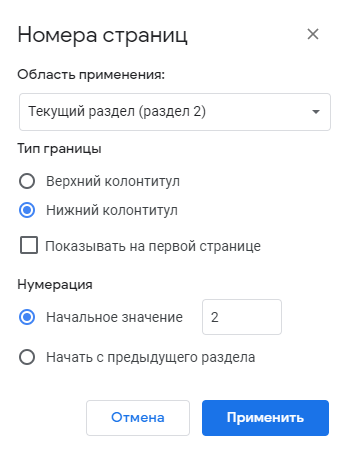 Номера страниц
Область применения:
Текущий раздел (раздел 2)
Тип границы
Верхний колонтитул
Нижний колонтитул
Показывать на первой странице
Нумерация
Начальное значение 2
Начать с предыдущего раздела
Отмена Применить